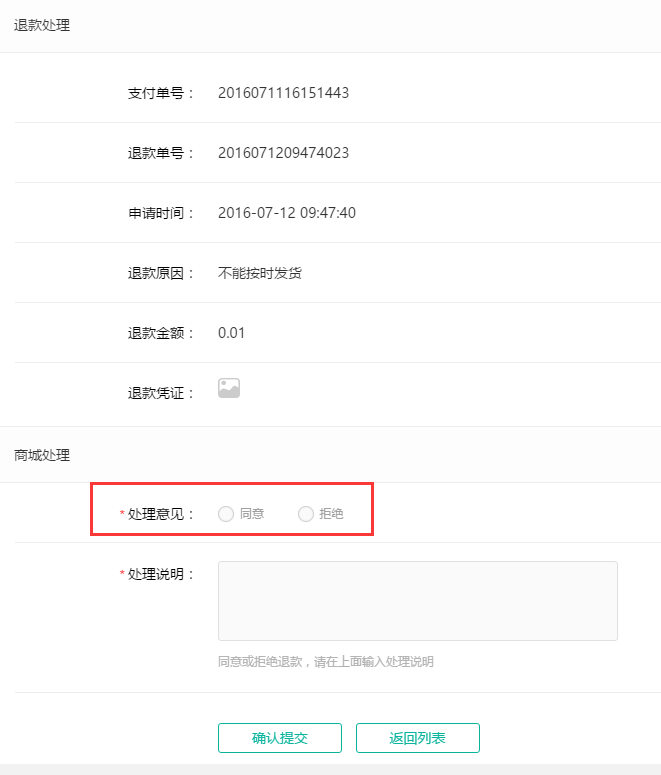 退款处理
支付单号： 2016071116151443
退款单号： 2016071209474023
申请时间： 2016-07-12 09:47:40
退款原因： 不能按时发货
退款金额： 0.01
退款凭证：
商城处理
*处理意见： 同意 拒绝
*处理说明：
同意或拒绝退款，请在上面输入处理说明
确认提交 返回列表